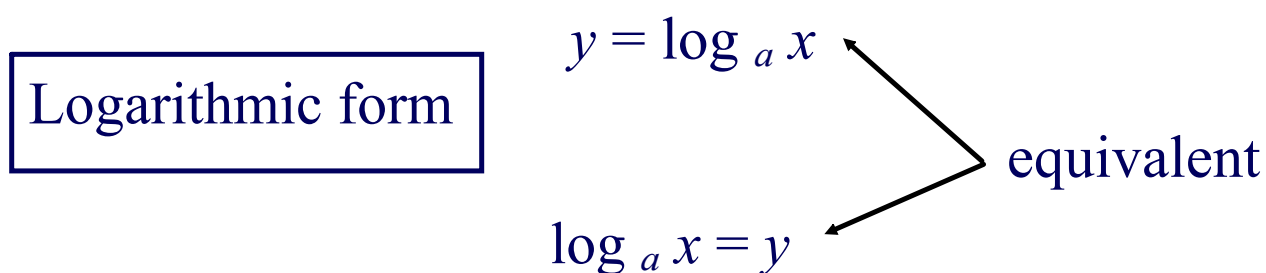 y = log a x
Logarithmic form
equivalent
log a x = y